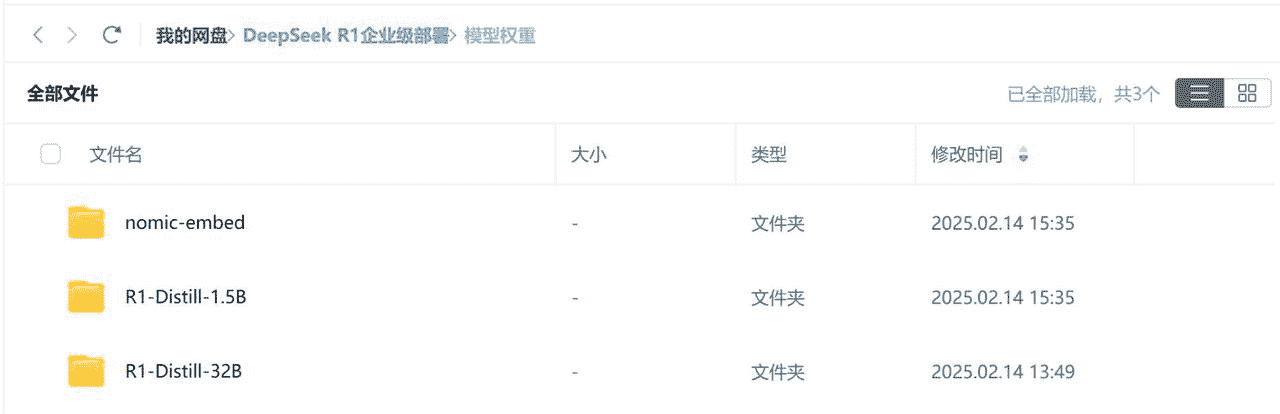 我的网盘> DeepSeek R1企业级部署> 模型权重
全部文件 已全部加载，共3个
文件名 大小 类型 修改时间
nomic-embed - 文件夹 2025.02.14 15:35
R1-Distill-1.5B - 文件夹 2025.02.14 15:35
R1-Distill-32B - 文件夹 2025.02.14 13:49